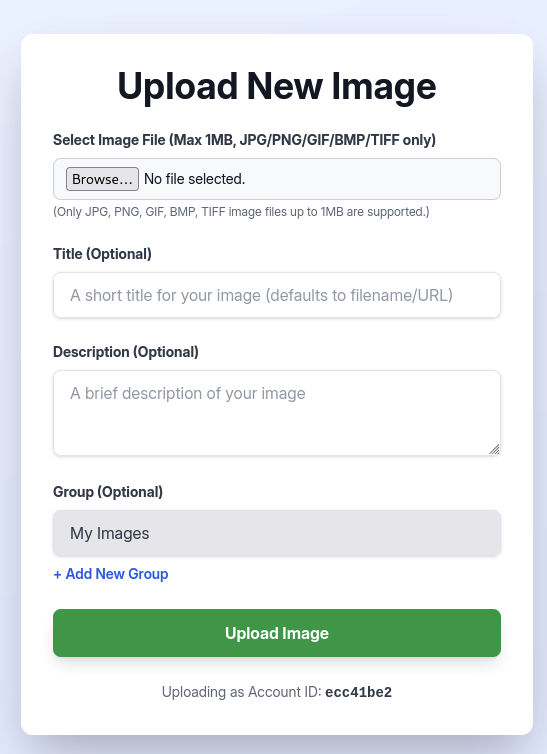 Upload New Image
Select Image File (Max 1MB, JPG/PNG/GIF/BMP/TIFF only)
Browse... No file selected.
(Only JPG, PNG, GIF, BMP, TIFF image files up to 1MB are supported.)
Title (Optional)
A short title for your image (defaults to filename/URL)
Description (Optional)
A brief description of your image
Group (Optional)
My Images
+ Add New Group
Upload Image
Uploading as Account ID: ecc41be2